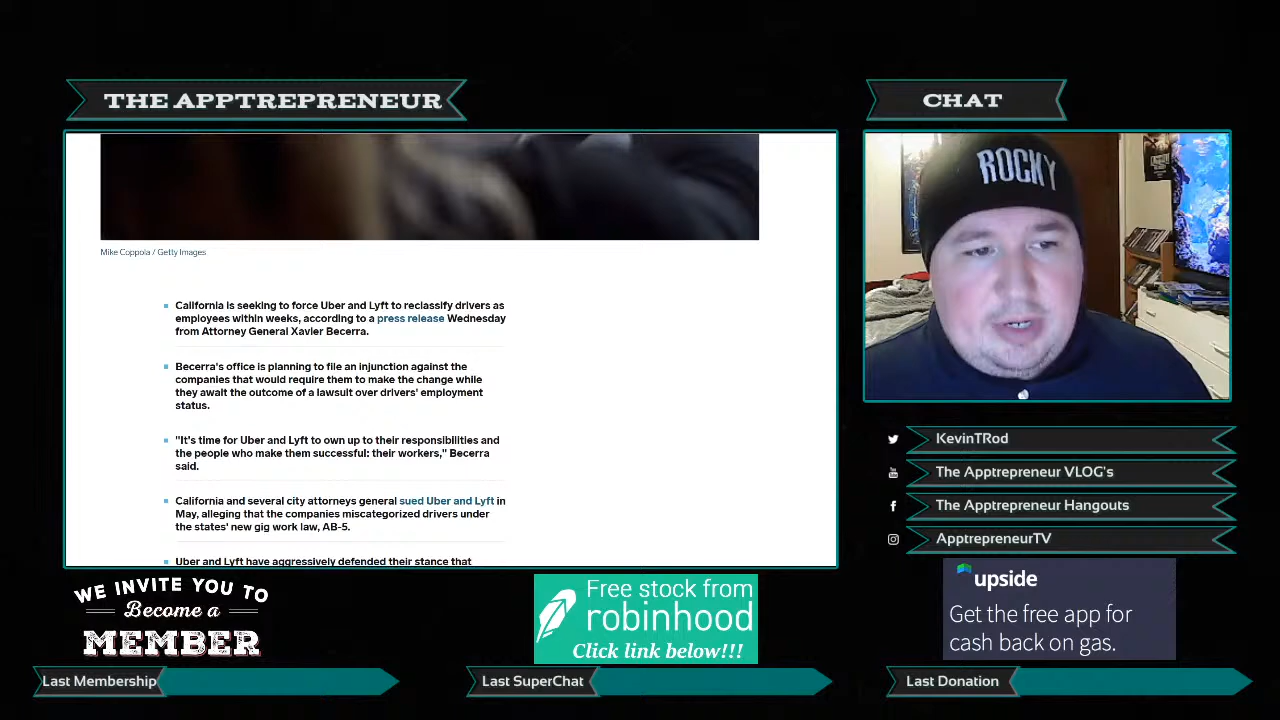 THE APPTREPRENEUR
CHAT
ROCKY
Mike Coppola / Getty Images
California is seeking to force Uber and Lyft to reclassify drivers as
employees within weeks, according to a press release Wednesday
from Attorney General Xavier Becerra.
Becerra's office is planning to file an injunction against the
companies that would require them to make the change while
they await the outcome of a lawsuit over drivers' employment
status.
"It's time for Uber and Lyft to own up to their responsibilities and
the people who make them successful: their workers," Becerra
said.
California and several city attorneys general sued Uber and Lyft in
May, alleging that the companies miscategorized drivers under
the states' new gig work law, AB-5.
Uber and Lyft have aggressively defended their stance that
KevinTRod
The Apptrepreneur VLOG's
The Apptrepreneur Hangouts
ApptrepreneurTV
WE INVITE YOU TO
Become a
MEMBER
Free stock from
robinhood
Click link below!!!
upside
Get the free app for
cash back on gas.
Last Membership
Last SuperChat
Last Donation